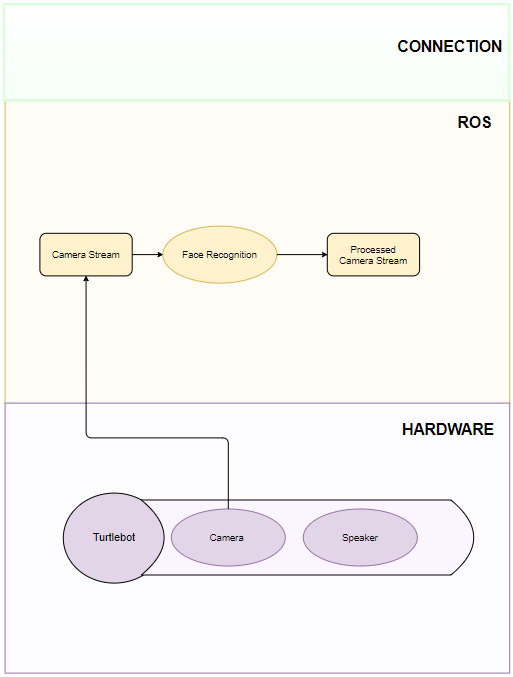 CONNECTION
ROS
Camera Stream
Face Recognition
Processed
Camera Stream
HARDWARE
Turtlebot
Camera
Speaker